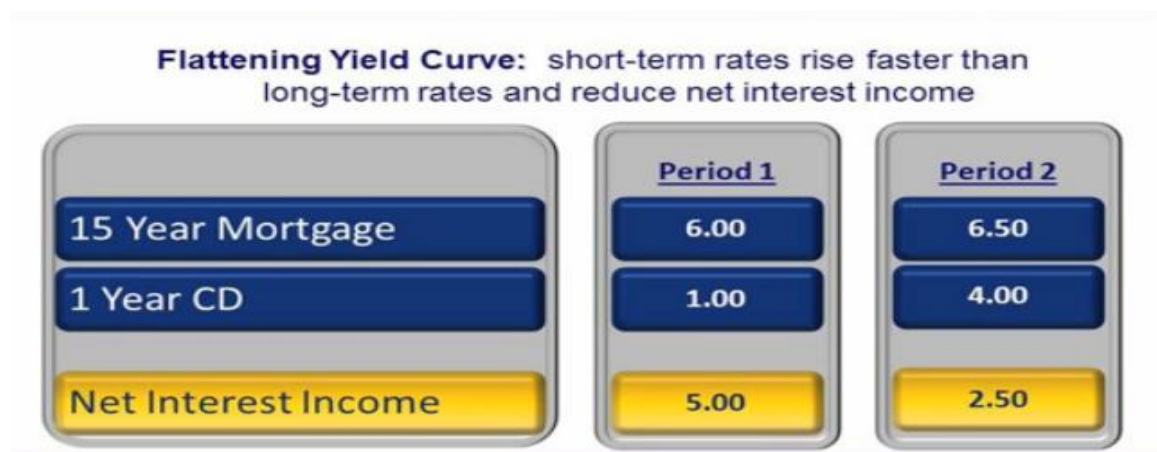 Flattening Yield Curve: short-term rates rise faster than
long-term rates and reduce net interest income
Period 1 Period 2
15 Year Mortgage 6.00 6.50
1 Year CD 1.00 4.00
Net Interest Income 5.00 2.50